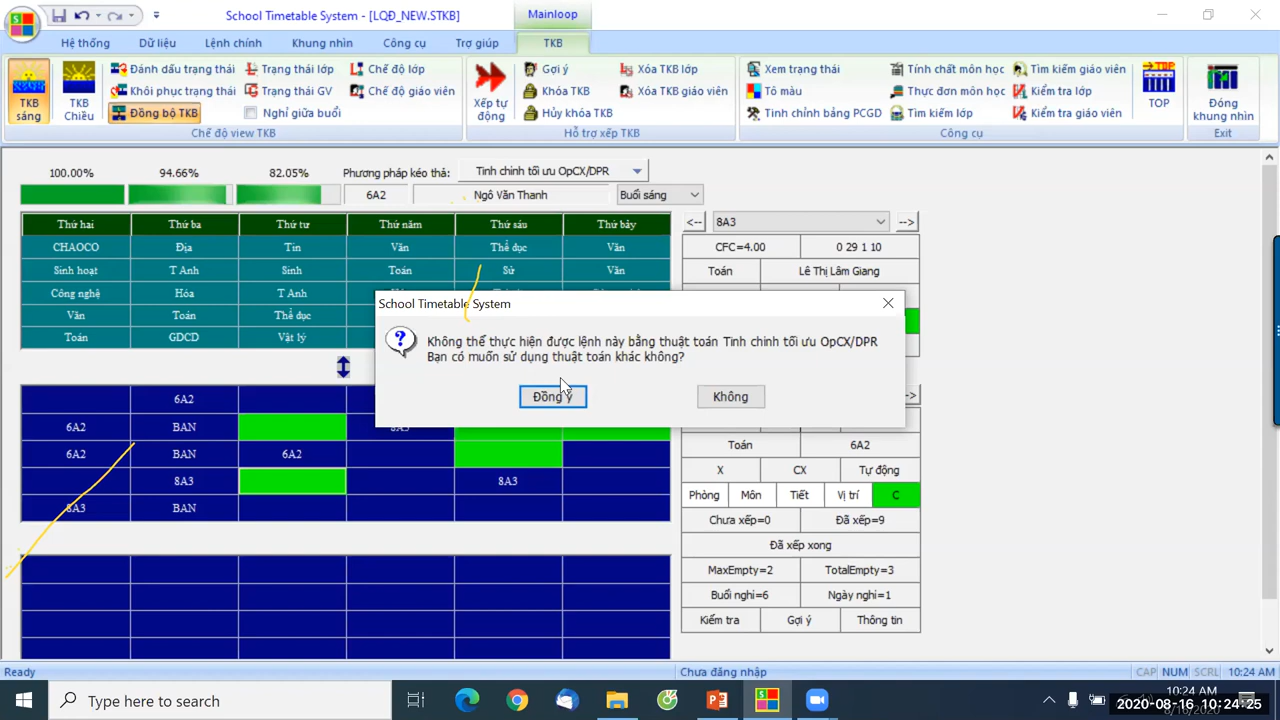 School Timetable System - [LQĐ_NEW.STKB]
Mainloop
Hệ thống Dữ liệu Lệnh chính Khung nhìn Công cụ Trợ giúp TKB
TKB sáng
TKB Chiều
Đánh dấu trạng thái
Khôi phục trạng thái
Đồng bộ TKB
Trạng thái lớp
Trạng thái GV
Nghỉ giữa buổi
Chế độ lớp
Chế độ giáo viên
Chế độ view TKB
Xếp tự động
Gợi ý
Khóa TKB
Hủy khóa TKB
Xóa TKB lớp
Xóa TKB giáo viên
Hỗ trợ xếp TKB
Xem trạng thái
Tô màu
Tinh chỉnh bảng PCGD
Tính chất môn học
Thực đơn môn học
Tìm kiếm lớp
Tìm kiếm giáo viên
Kiểm tra lớp
Kiểm tra giáo viên
TOP
TOP
Công cụ
Đóng khung nhìn
Exit
100.00% 94.66% 82.05% Phương pháp kéo thả: Tinh chỉnh tối ưu OpCX/DPR
6A2 Ngô Văn Thanh Buổi sáng
Thứ hai Thứ ba Thứ tư Thứ năm Thứ sáu Thứ bảy
CHAOCO Địa Tin Văn Thể dục Văn
Sinh hoạt T Anh Sinh Toán Sử Văn
Công nghệ Hóa T Anh
Văn Toán Thể dục
Toán GDCD Vật lý
<-- 8A3 -->
CFC=4.00 0 29 1 10
Toán Lê Thị Lâm Giang
School Timetable System
Không thể thực hiện được lệnh này bằng thuật toán Tinh chỉnh tối ưu OpCX/DPR
Bạn có muốn sử dụng thuật toán khác không?
Đồng ý Không
-->
6A2
6A2 BAN 8A3
6A2 BAN 6A2
8A3 8A3
8A3 BAN
Toán 6A2
X CX Tự động
Phòng Môn Tiết Vị trí C
Chưa xếp=0 Đã xếp=9
Đã xếp xong
MaxEmpty=2 TotalEmpty=3
Buổi nghỉ=6 Ngày nghỉ=1
Kiểm tra Gợi ý Thông tin
Ready Chưa đăng nhập CAP NUM SCRL 10:24 AM
Type here to search
10:24 AM
2020-08-16 10:24:25